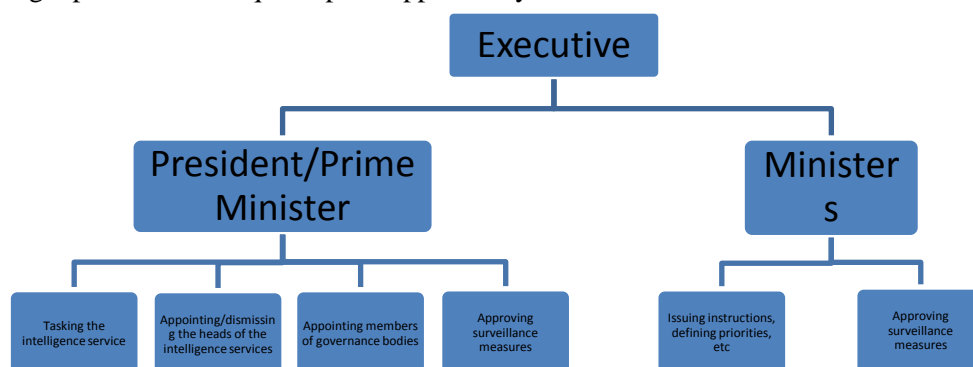 Executive
President/Prime
Minister
Minister
s
Tasking the
intelligence service
Appointing/dismissin
g the heads of the
intelligence services
Appointing members
of governance bodies
Approving
surveillance
measures
Issuing instructions,
defining priorities,
etc
Approving
surveillance
measures